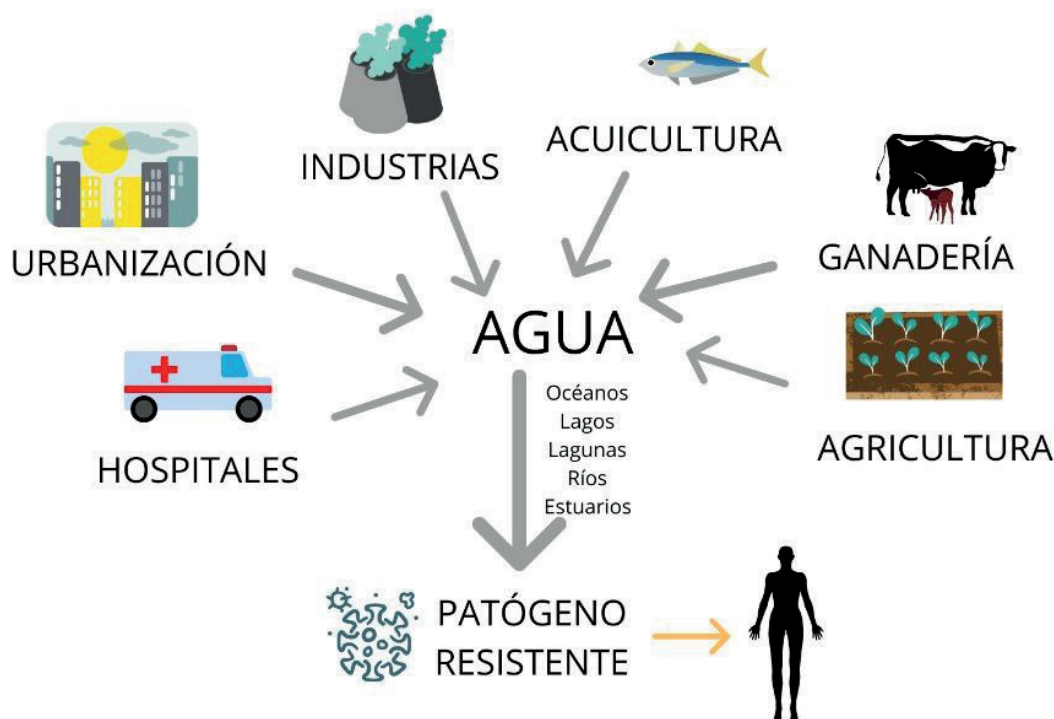 INDUSTRIAS
ACUICULTURA
URBANIZACIÓN
GANADERÍA
HOSPITALES
AGRICULTURA
AGUA
Océanos
Lagos
Lagunas
Ríos
Estuarios
PATÓGENO
RESISTENTE